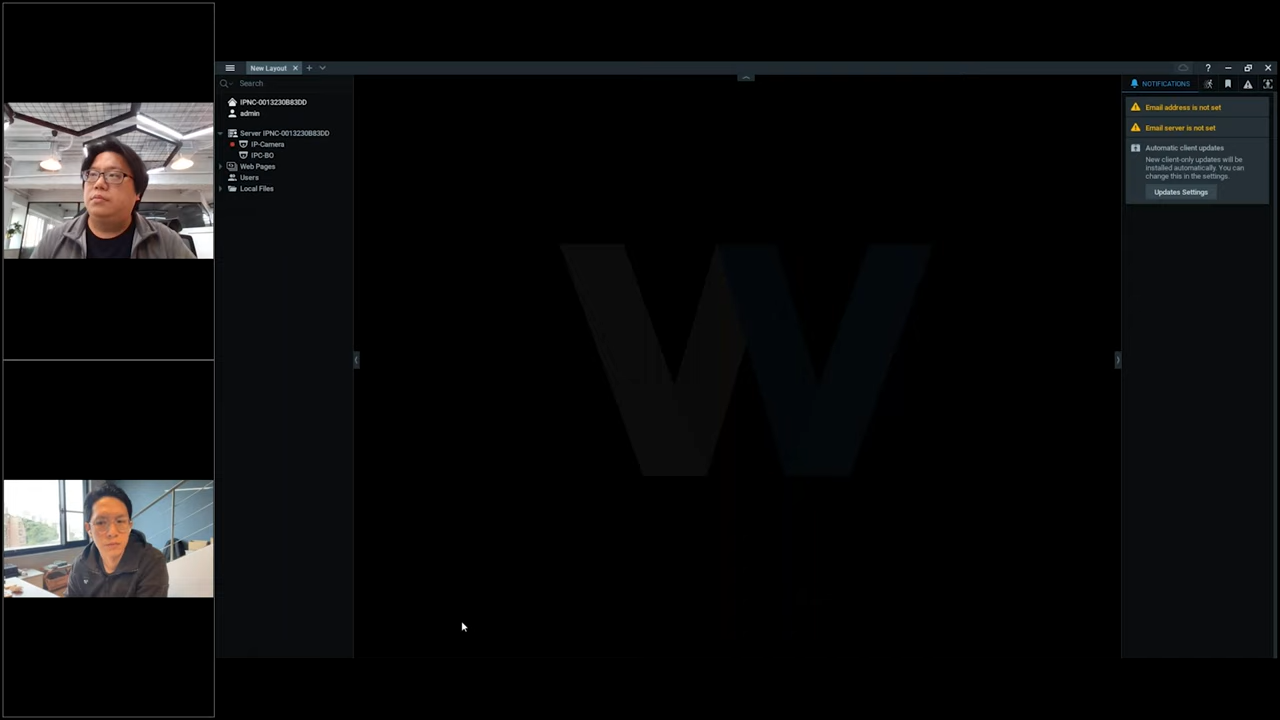 New Layout
Search
IPNC-0013230B83DD
admin
Server IPNC-0013230B83DD
IP-Camera
IPC-BO
Web Pages
Users
Local Files
NOTIFICATIONS
Email address is not set
Email server is not set
Automatic client updates
New client-only updates will be
installed automatically. You can
change this in the settings.
Updates Settings